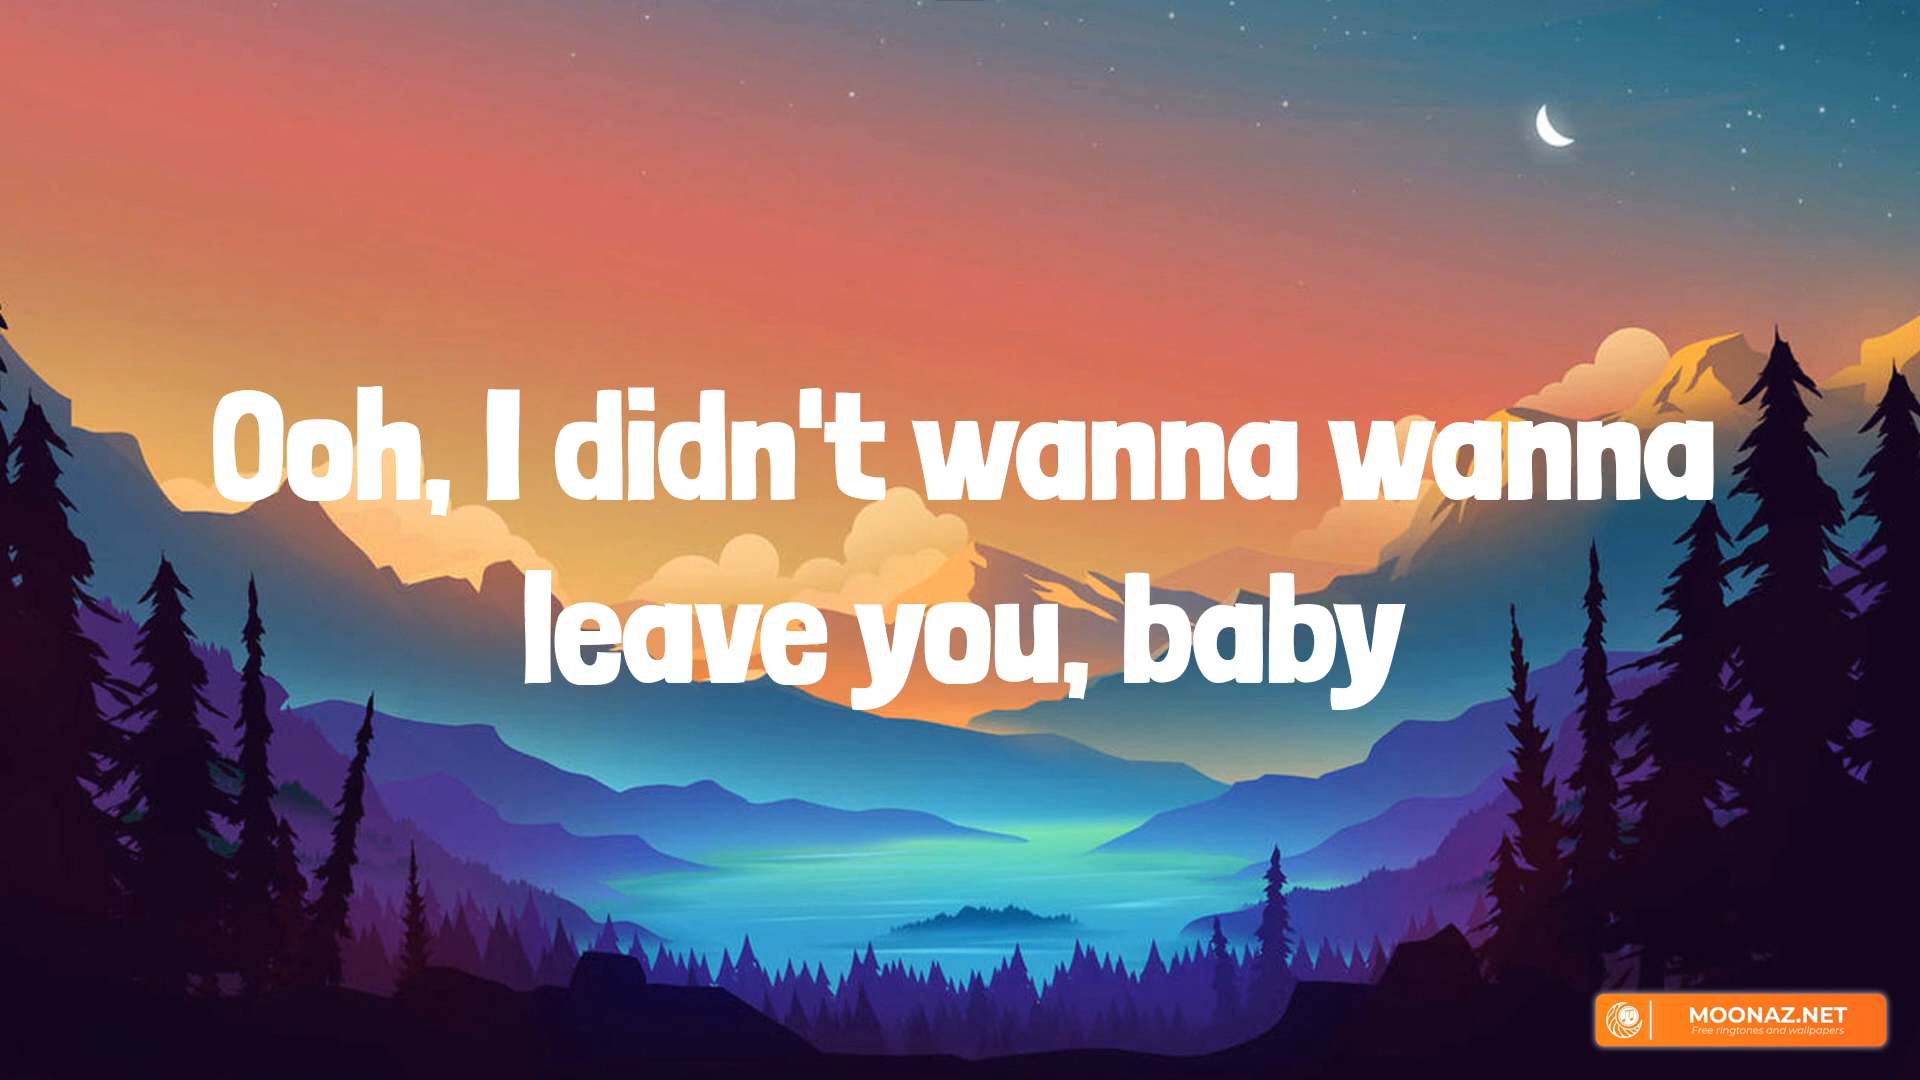 Ooh, I didn't wanna wanna
leave you, baby
MOONAZ.NET
Free ringtones and wallpapers